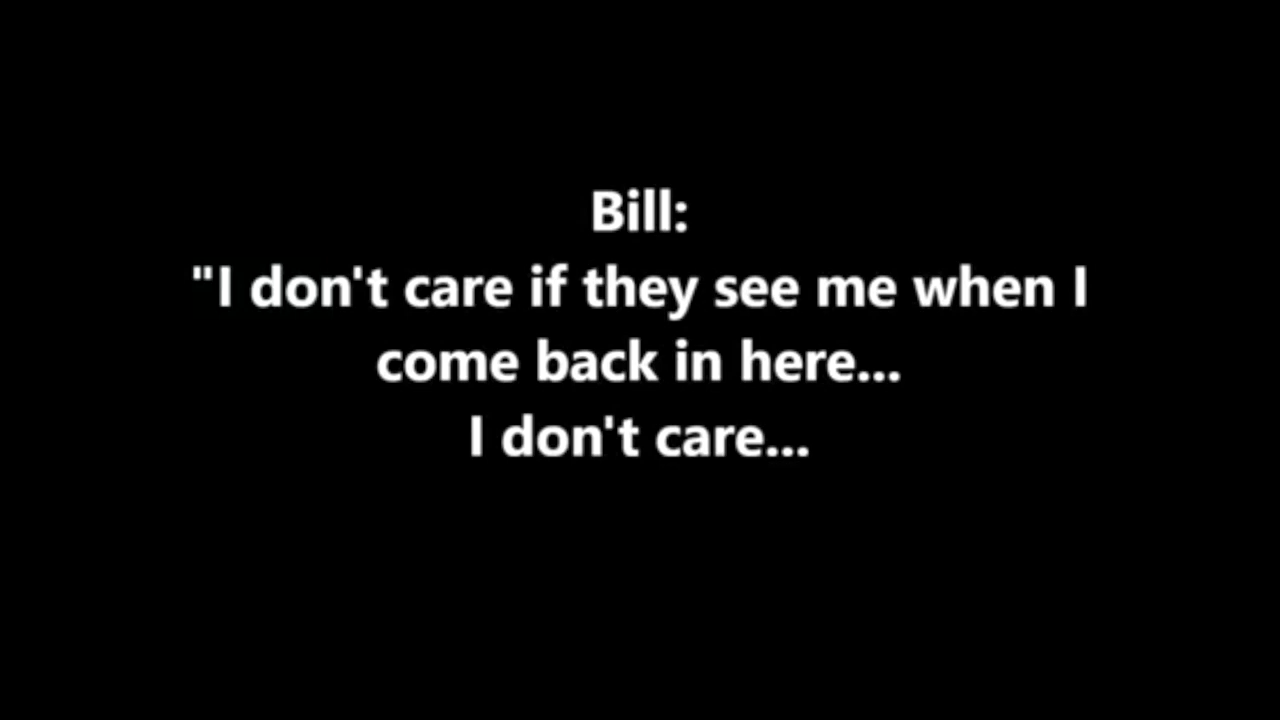 Bill:
"I don't care if they see me when I
come back in here...
I don't care...